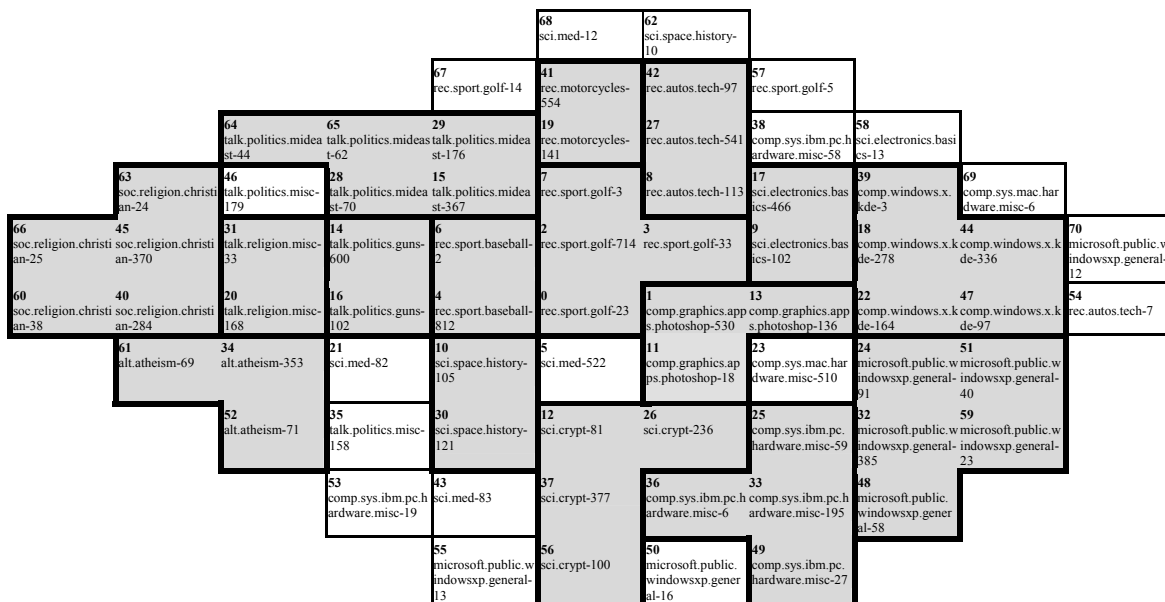 68
sci.med-12
62
sci.space.history-
10
67
rec.sport.golf-14
41
rec.motorcycles-
554
42
rec.autos.tech-97
57
rec.sport.golf-5
64
talk.politics.midea
st-44
65
talk.politics.mideas
t-62
29
talk.politics.midea
st-176
19
rec.motorcycles-
141
27
rec.autos.tech-541
38
comp.sys.ibm.pc.h
ardware.misc-58
58
sci.electronics.basi
cs-13
63
soc.religion.christi
an-24
46
talk.politics.misc-
179
28
talk.politics.midea
st-70
15
talk.politics.midea
st-367
7
rec.sport.golf-3
8
rec.autos.tech-113
17
sci.electronics.bas
ics-466
39
comp.windows.x.
kde-3
69
comp.sys.mac.har
dware.misc-6
66
soc.religion.christi
an-25
45
soc.religion.christi
an-370
31
talk.religion.misc-
33
14
talk.politics.guns-
600
6
rec.sport.baseball-
2
2
rec.sport.golf-714
3
rec.sport.golf-33
9
sci.electronics.bas
ics-102
18
comp.windows.x.k
de-278
44
comp.windows.x.k
de-336
70
microsoft.public.w
indowsxp.general-
12
60
soc.religion.christi
an-38
40
soc.religion.christi
an-284
20
talk.religion.misc-
168
16
talk.politics.guns-
102
4
rec.sport.baseball-
812
0
rec.sport.golf-23
1
comp.graphics.app
s.photoshop-530
13
comp.graphics.app
s.photoshop-136
22
comp.windows.x.k
de-164
47
comp.windows.x.k
de-97
54
rec.autos.tech-7
61
alt.atheism-69
34
alt.atheism-353
21
sci.med-82
10
sci.space.history-
105
5
sci.med-522
11
comp.graphics.ap
ps.photoshop-18
23
comp.sys.mac.har
dware.misc-510
24
microsoft.public.w
indowsxp.general-
91
51
microsoft.public.w
indowsxp.general-
40
52
alt.atheism-71
35
talk.politics.misc-
158
30
sci.space.history-
121
12
sci.crypt-81
26
sci.crypt-236
25
comp.sys.ibm.pc.
hardware.misc-59
32
microsoft.public.w
indowsxp.general-
385
59
microsoft.public.w
indowsxp.general-
23
53
comp.sys.ibm.pc.h
ardware.misc-19
43
sci.med-83
37
sci.crypt-377
36
comp.sys.ibm.pc.h
ardware.misc-6
33
comp.sys.ibm.pc.h
ardware.misc-195
48
microsoft.public.
windowsxp.gener
al-58
55
microsoft.public.w
indowsxp.general-
13
56
sci.crypt-100
50
microsoft.public.
windowsxp.gener
al-16
49
comp.sys.ibm.pc.
hardware.misc-27